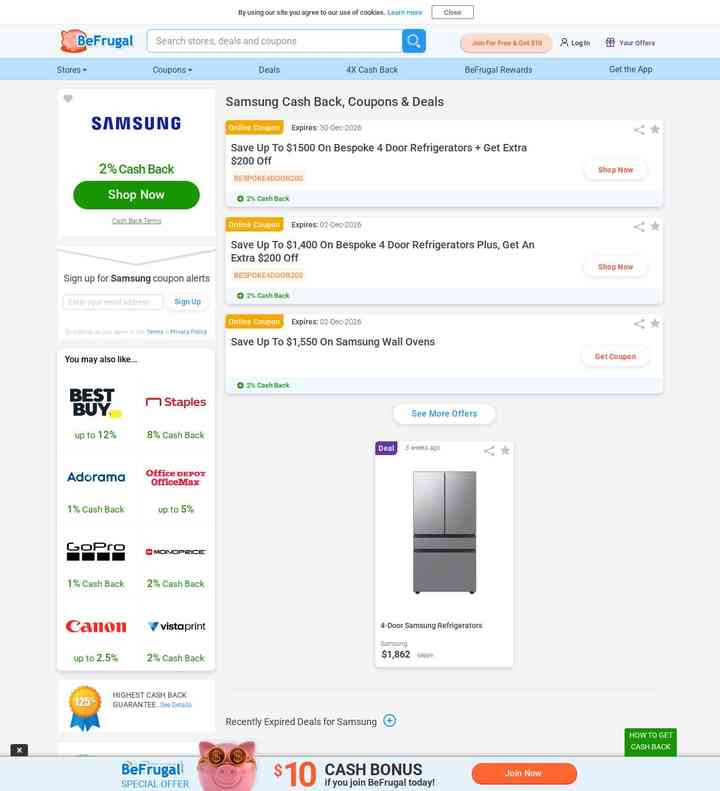 By using our site you agree to our use of cookies. Learn more Close
BeFrugal
Search stores, deals and coupons
Join For Free & Get $10
Log In
Your Offers
Stores
Coupons
Deals
4X Cash Back
BeFrugal Rewards
Get the App
SAMSUNG
2% Cash Back
Shop Now
Cash Back Terms
Sign up for Samsung coupon alerts
Enter your email address
Sign Up
Terms
Privacy Policy
You may also like...
BEST
BUY
up to 12%
Staples
8% Cash Back
Adorama
1% Cash Back
Office DEPOT
OfficeMax
up to 5%
GoPro
1% Cash Back
MONOPRICE
2% Cash Back
Canon
up to 2.5%
vistaprint
2% Cash Back
125%
HIGHEST CASH BACK
GUARANTEE. See Details
Samsung Cash Back, Coupons & Deals
Online Coupon Expires: 30-Dec-2026
Save Up To $1500 On Bespoke 4 Door Refrigerators + Get Extra
$200 Off
BESPOKE4DOOR200
Shop Now
2% Cash Back
Online Coupon Expires: 02-Dec-2026
Save Up To $1,400 On Bespoke 4 Door Refrigerators Plus, Get An
Extra $200 Off
BESPOKE4DOOR200
Shop Now
2% Cash Back
Online Coupon Expires: 02-Dec-2026
Save Up To $1,550 On Samsung Wall Ovens
Get Coupon
2% Cash Back
See More Offers
Deal 3 weeks ago
4-Door Samsung Refrigerators
Samsung
$1,862
Recently Expired Deals for Samsung
HOW TO GET
CASH BACK
x
BeFrugal
SPECIAL OFFER
$10 CASH BONUS
if you join BeFrugal today!
Join Now